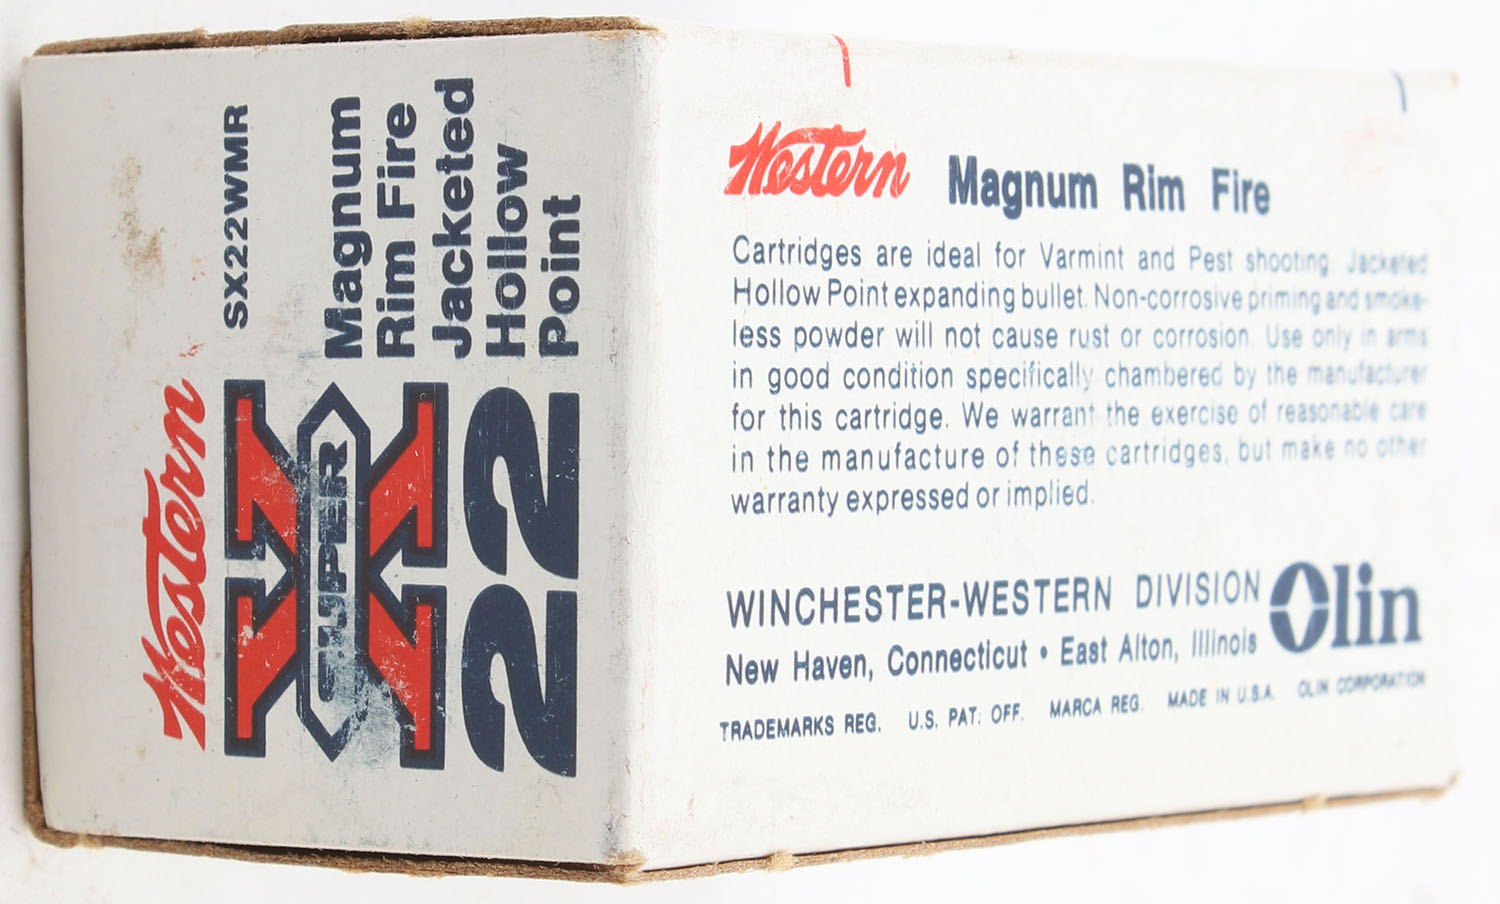 Western
SX22WMR
SUPER X
22
Magnum
Rim Fire
Jacketed
Hollow
Point
Western Magnum Rim Fire
Cartridges are ideal for Varmint and Pest shooting. Jacketed
Hollow Point expanding bullet. Non-corrosive priming and smoke-
less powder will not cause rust or corrosion. Use only in arms
in good condition specifically chambered by the manufacturer
for this cartridge. We warrant the exercise of reasonable care
in the manufacture of these cartridges, but make no other
warranty expressed or implied.
WINCHESTER-WESTERN DIVISION Olin
New Haven, Connecticut • East Alton, Illinois
TRADEMARKS REG. U.S. PAT. OFF. MARCA REG. MADE IN U.S.A. OLIN CORPORATION